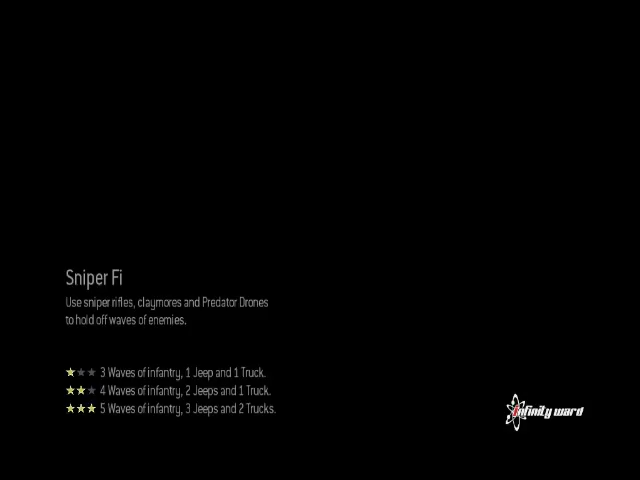 Sniper Fi
Use sniper rifles, claymores and Predator Drones
to hold off waves of enemies.
3 Waves of infantry, 1 Jeep and 1 Truck.
4 Waves of infantry, 2 Jeeps and 1 Truck.
5 Waves of infantry, 3 Jeeps and 2 Trucks.
infinity ward